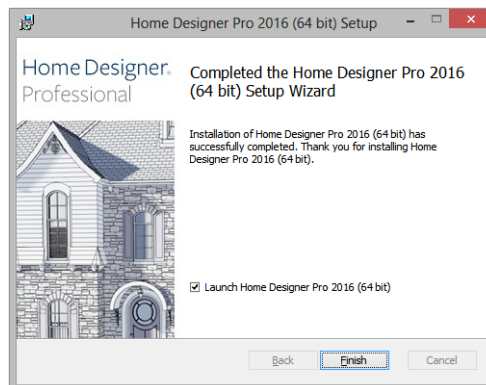 Home Designer Pro 2016 (64 bit) Setup
Home Designer®
Professional
Completed the Home Designer Pro 2016
(64 bit) Setup Wizard
Installation of Home Designer Pro 2016 (64 bit) has
successfully completed. Thank you for installing Home
Designer Pro 2016 (64 bit).
Launch Home Designer Pro 2016 (64 bit)
Back Finish Cancel